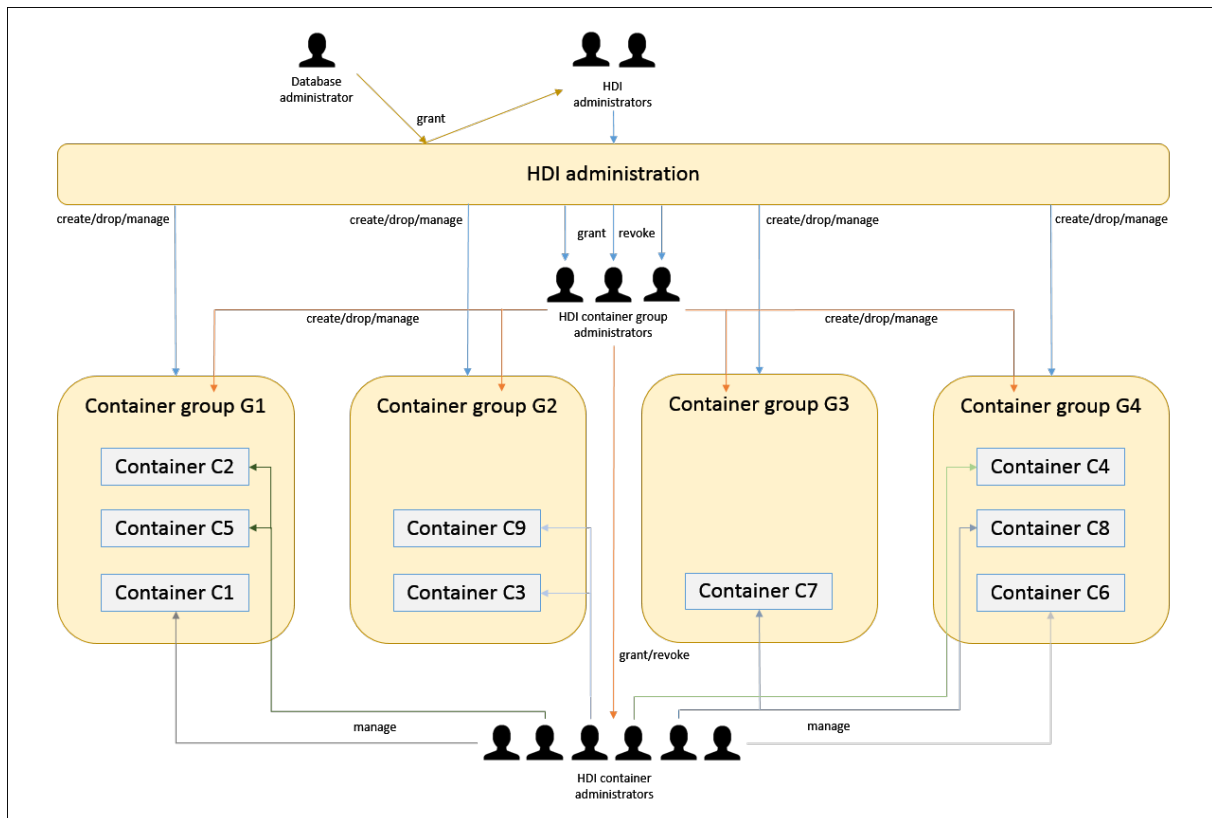 Database
administrator
HDI
administrators
grant
HDI administration
create/drop/manage
create/drop/manage
grant
revoke
create/drop/manage
create/drop/manage
HDI container group
administrators
create/drop/manage
create/drop/manage
Container group G1
Container group G2
Container group G3
Container group G4
Container C2
Container C4
Container C5
Container C9
Container C8
Container C1
Container C3
Container C7
Container C6
grant/revoke
manage
manage
HDI container
administrators